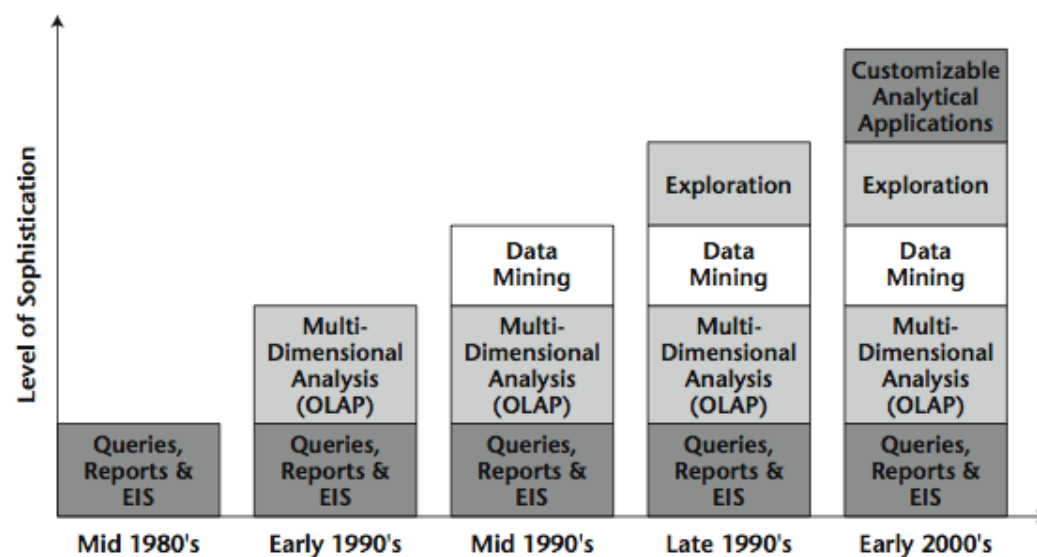 Level of Sophistication
Customizable
Analytical
Applications
Exploration
Exploration
Data
Mining
Data
Mining
Data
Mining
Multi-
Dimensional
Analysis
(OLAP)
Multi-
Dimensional
Analysis
(OLAP)
Multi-
Dimensional
Analysis
(OLAP)
Multi-
Dimensional
Analysis
(OLAP)
Queries,
Reports &
EIS
Queries,
Reports &
EIS
Queries,
Reports &
EIS
Queries,
Reports &
EIS
Queries,
Reports &
EIS
Mid 1980's
Early 1990's
Mid 1990's
Late 1990's
Early 2000's